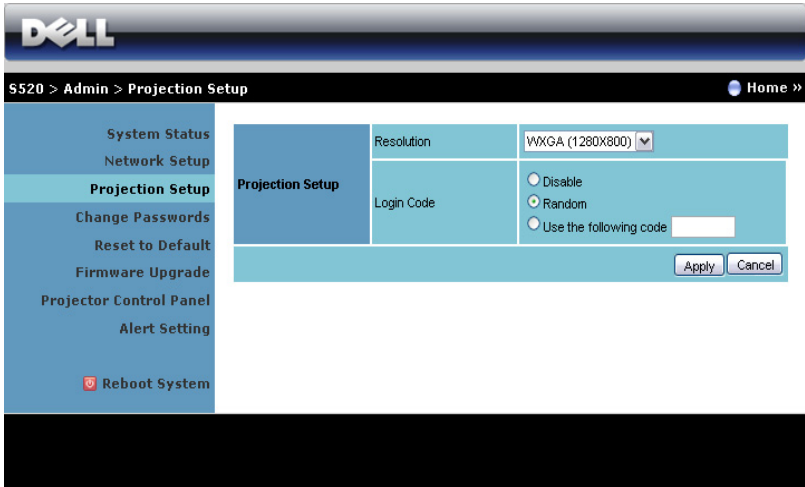 DELL
S520 > Admin > Projection Setup
Home »
System Status
Network Setup
Projection Setup
Change Passwords
Reset to Default
Firmware Upgrade
Projector Control Panel
Alert Setting
Reboot System
Projection Setup
Resolution
WXGA (1280X800)
Login Code
Disable
Random
Use the following code
Apply
Cancel